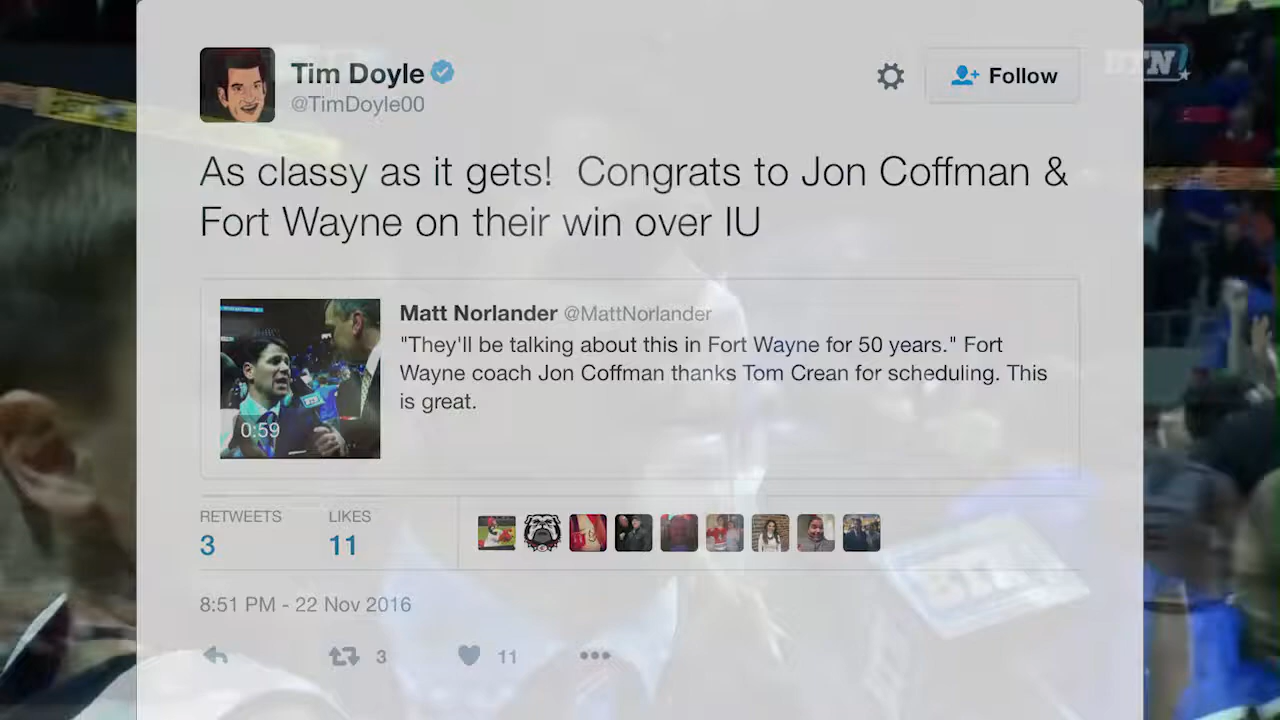 Tim Doyle
@TimDoyle00
Follow
BTN
As classy as it gets!  Congrats to Jon Coffman &
Fort Wayne on their win over IU
Matt Norlander @MattNorlander
"They'll be talking about this in Fort Wayne for 50 years." Fort
Wayne coach Jon Coffman thanks Tom Crean for scheduling. This
is great.
0:59
RETWEETS
LIKES
3
11
BTN
8:51 PM - 22 Nov 2016
3
11